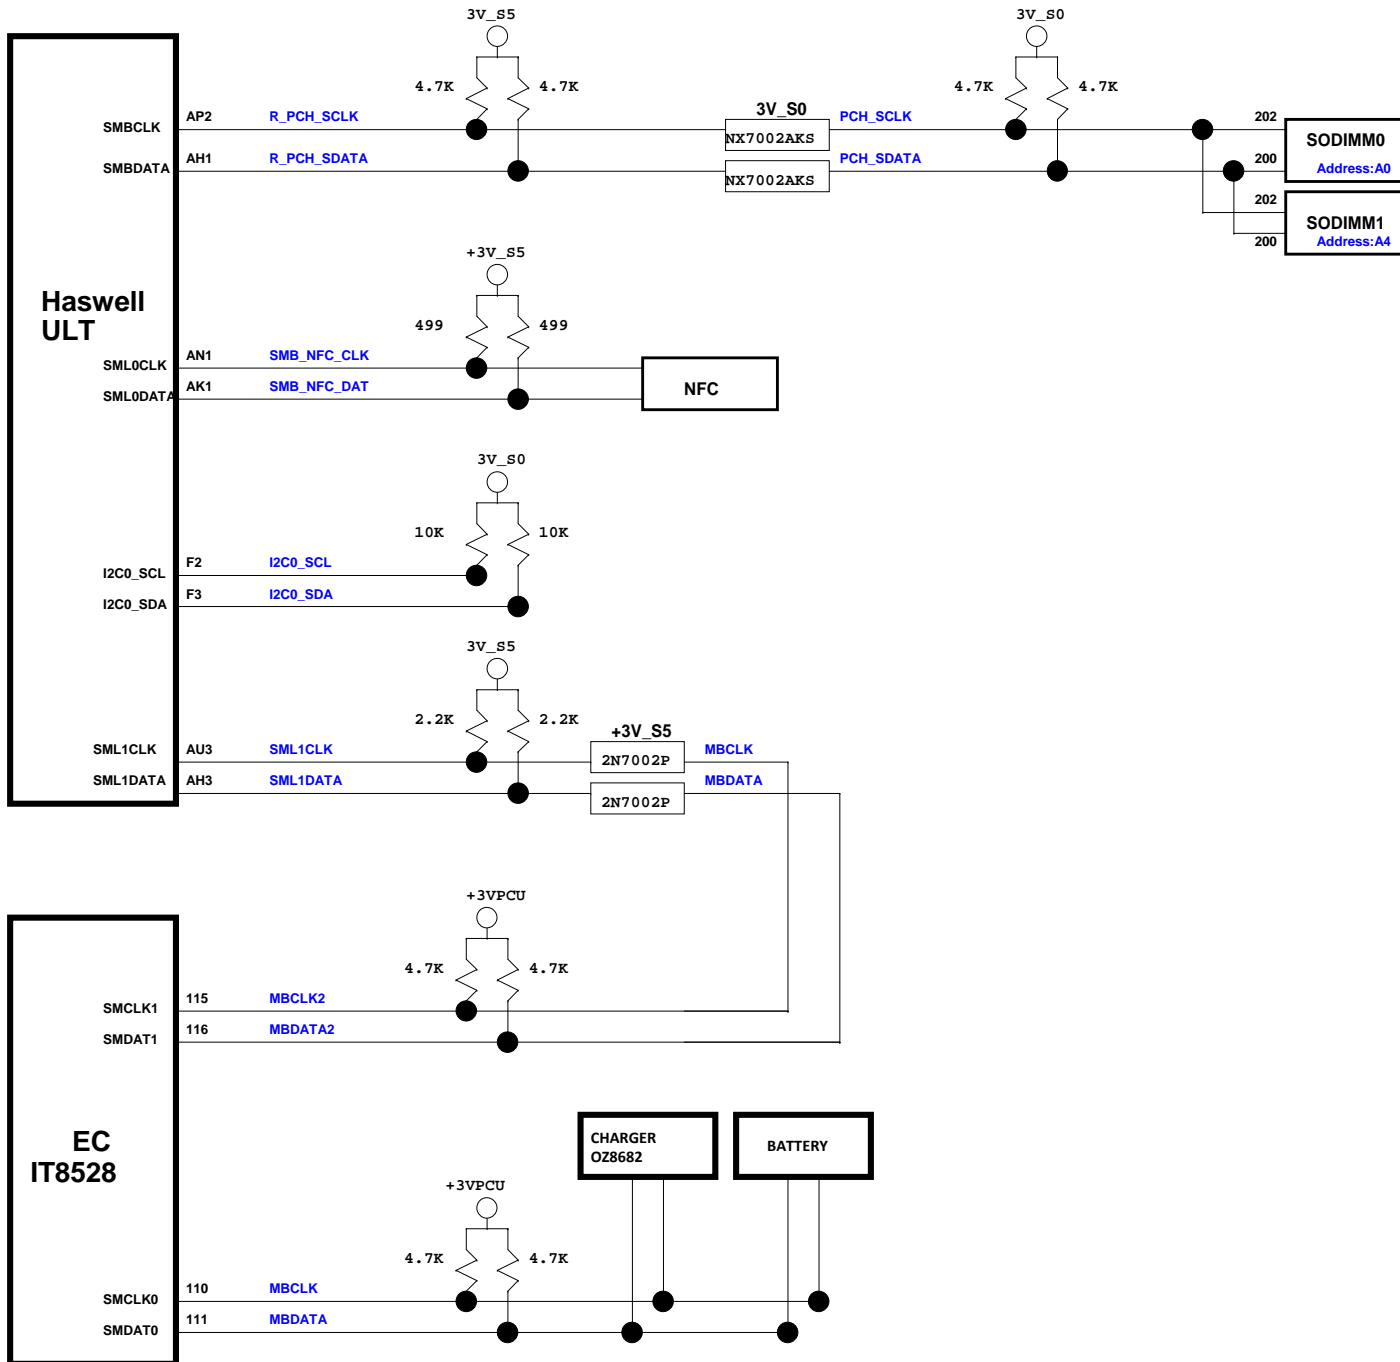 3V_S5
3V_S0
4.7K
4.7K
4.7K
4.7K
SMBCLK
AP2
R_PCH_SCLK
3V_S0
NX7002AKS
PCH_SCLK
202
SODIMM0
Address:A0
SMBDATA
AH1
R_PCH_SDATA
NX7002AKS
PCH_SDATA
200
202
SODIMM1
Address:A4
200
+3V_S5
Haswell
ULT
499
499
SML0CLK
AN1
SMB_NFC_CLK
SML0DATA
AK1
SMB_NFC_DAT
NFC
3V_S0
10K
10K
I2C0_SCL
F2
I2C0_SCL
I2C0_SDA
F3
I2C0_SDA
3V_S5
2.2K
2.2K
+3V_S5
SML1CLK
AU3
SML1CLK
2N7002P
MBCLK
SML1DATA
AH3
SML1DATA
2N7002P
MBDATA
+3VPCU
4.7K
4.7K
SMCLK1
115
MBCLK2
SMDAT1
116
MBDATA2
EC
IT8528
CHARGER
OZ8682
BATTERY
+3VPCU
4.7K
4.7K
SMCLK0
110
MBCLK
SMDAT0
111
MBDATA